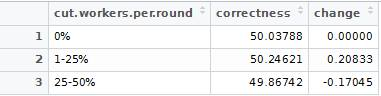 cut.workers.per.round correctness change
1 0% 50.03788 0.00000
2 1-25% 50.24621 0.20833
3 25-50% 49.86742 -0.17045